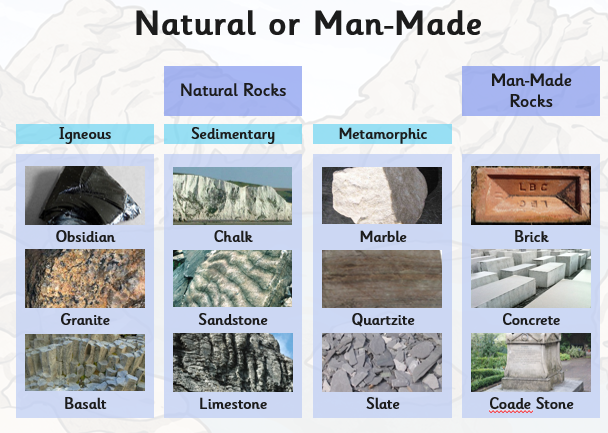 Natural or Man-Made
Natural Rocks
Man-Made
Rocks
Igneous
Sedimentary
Metamorphic
Obsidian
Chalk
Marble
LBC
Brick
Granite
Sandstone
Quartzite
Concrete
Basalt
Limestone
Slate
Coade Stone